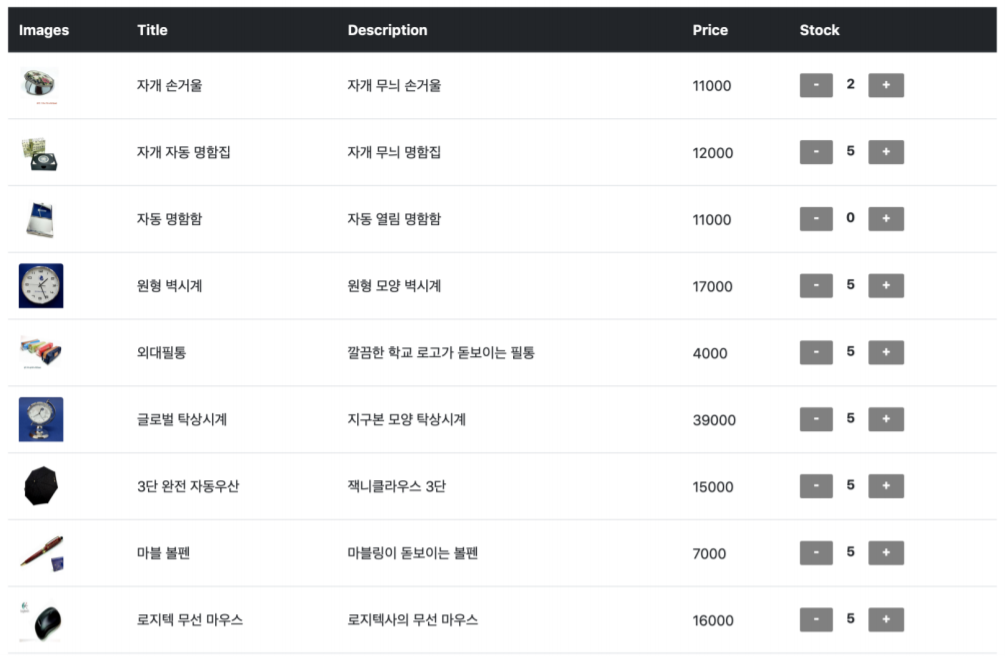 Images Title Description Price Stock
자개 손거울 자개 무늬 손거울 11000 - 2 +
자개 자동 명함집 자개 무늬 명함집 12000 - 5 +
자동 명함함 자동 열림 명함함 11000 - 0 +
원형 벽시계 원형 모양 벽시계 17000 - 5 +
외대필통 깔끔한 학교 로고가 돋보이는 필통 4000 - 5 +
글로벌 탁상시계 지구본 모양 탁상시계 39000 - 5 +
3단 완전 자동우산 잭니클라우스 3단 15000 - 5 +
마블 볼펜 마블링이 돋보이는 볼펜 7000 - 5 +
로지텍 무선 마우스 로지텍사의 무선 마우스 16000 - 5 +